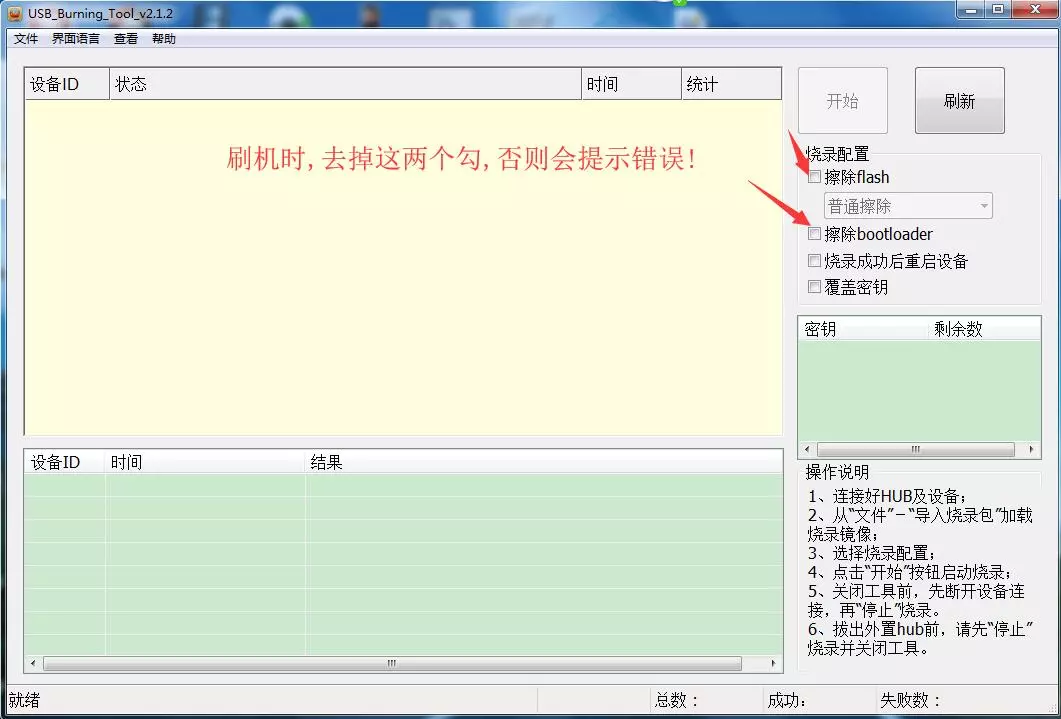 USB_Burning_Tool_v2.1.2
文件 界面语言 查看 帮助
设备ID 状态 时间 统计
刷机时,去掉这两个勾,否则会提示错误!
开始 刷新
烧录配置
擦除flash
普通擦除
擦除bootloader
烧录成功后重启设备
覆盖密钥
密钥 剩余数
设备ID 时间 结果
操作说明
1、连接好HUB及设备；
2、从“文件”－“导入烧录包”加载
烧录镜像；
3、选择烧录配置；
4、点击“开始”按钮启动烧录；
5、关闭工具前，先断开设备连
接，再“停止”烧录。
6、拔出外置hub前，请先“停止”
烧录并关闭工具。
就绪 总数： 成功： 失败数：